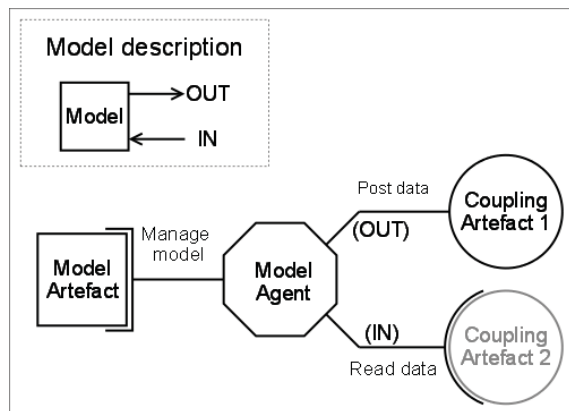 Model description
Model
OUT
IN
Post data
(OUT)
Coupling
Artefact 1
Manage
model
Model
Artefact
Model
Agent
(IN)
Read data
Coupling
Artefact 2